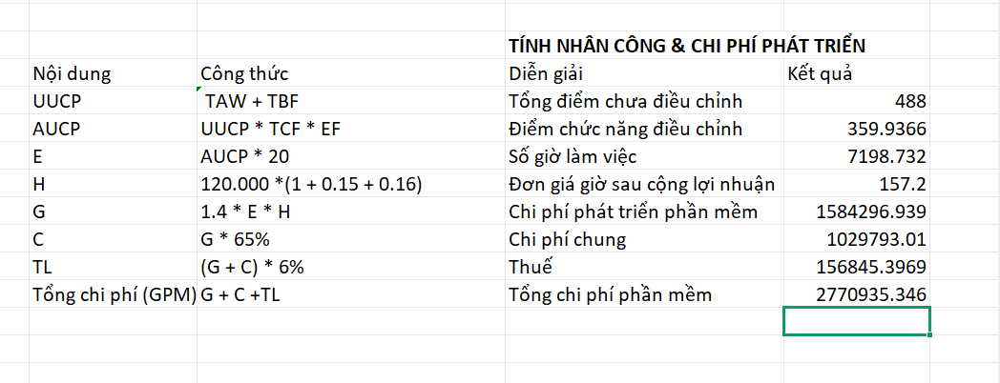 TÍNH NHÂN CÔNG & CHI PHÍ PHÁT TRIỂN
Nội dung Công thức Diễn giải Kết quả
UUCP TAW + TBF Tổng điểm chưa điều chỉnh 488
AUCP UUCP * TCF * EF Điểm chức năng điều chỉnh 359.9366
E AUCP * 20 Số giờ làm việc 7198.732
H 120.000 *(1 + 0.15 + 0.16) Đơn giá giờ sau cộng lợi nhuận 157.2
G 1.4 * E * H Chi phí phát triển phần mềm 1584296.939
C G * 65% Chi phí chung 1029793.01
TL (G + C) * 6% Thuế 156845.3969
Tổng chi phí (GPM) G + C +TL Tổng chi phí phần mềm 2770935.346